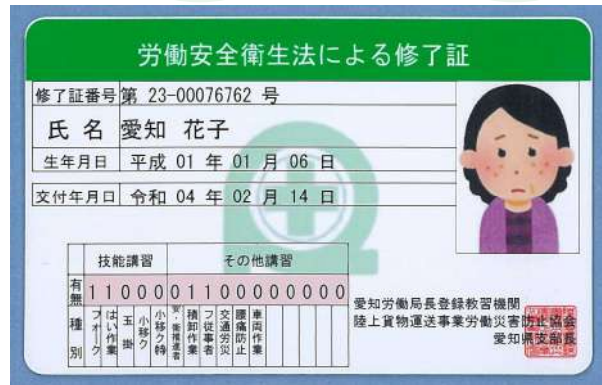 労働安全衛生法による修了証
修了証番号 第 23-00076762 号
氏 名 愛知 花子
生年月日 平成 01 年 01 月 06 日
交付年月日 令和 04 年 02 月 14 日
技能講習 その他講習
有無 1 1 0 0 0 0 1 1 0 0 0 0 0 0 0 0
種別 フォーク はい作業 玉掛 小移ク 小移ク特 安・衛推進者 積卸作業 フ従事者 交通労災 腰痛防止 車両作業
愛知労働局長登録教習機関
陸上貨物運送事業労働災害防止協会
愛知県支部長